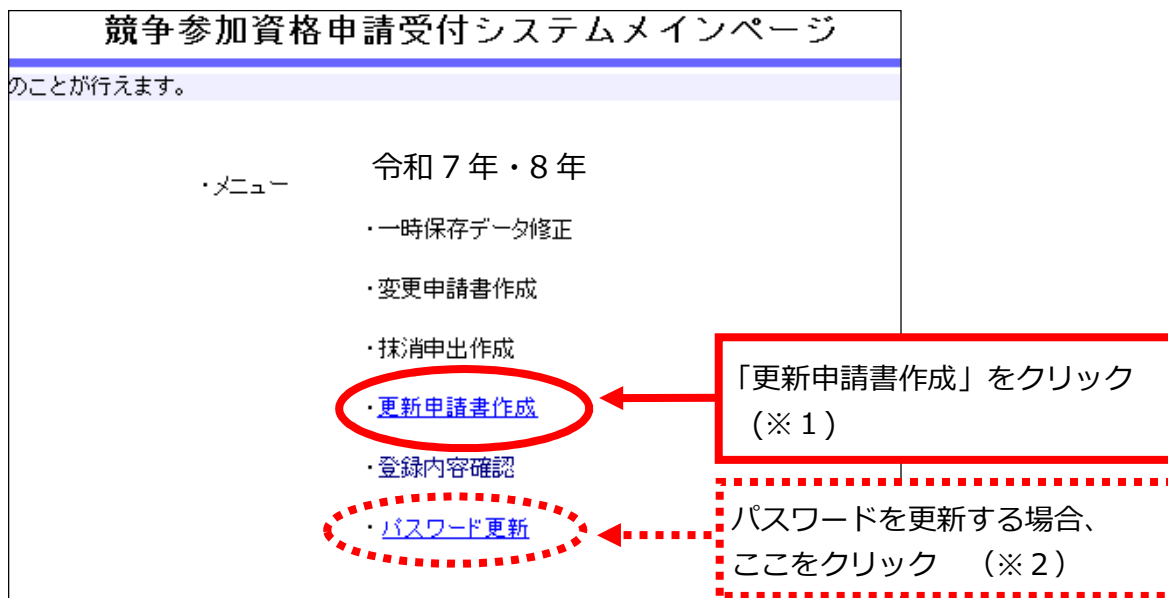 競争参加資格申請受付システムメインページ
のことが行えます。
・メニュー
令和７年・８年
・一時保存データ修正
・変更申請書作成
・抹消申出作成
・更新申請書作成
・登録内容確認
・パスワード更新
「更新申請書作成」をクリック
（※１）
パスワードを更新する場合、
ここをクリック　（※２）